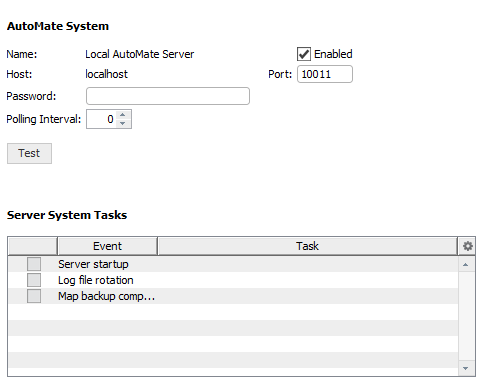 AutoMate System
Name: Local AutoMate Server Enabled
Host: localhost Port: 10011
Password:
Polling Interval: 0
Test
Server System Tasks
Event Task
Server startup
Log file rotation
Map backup comp...